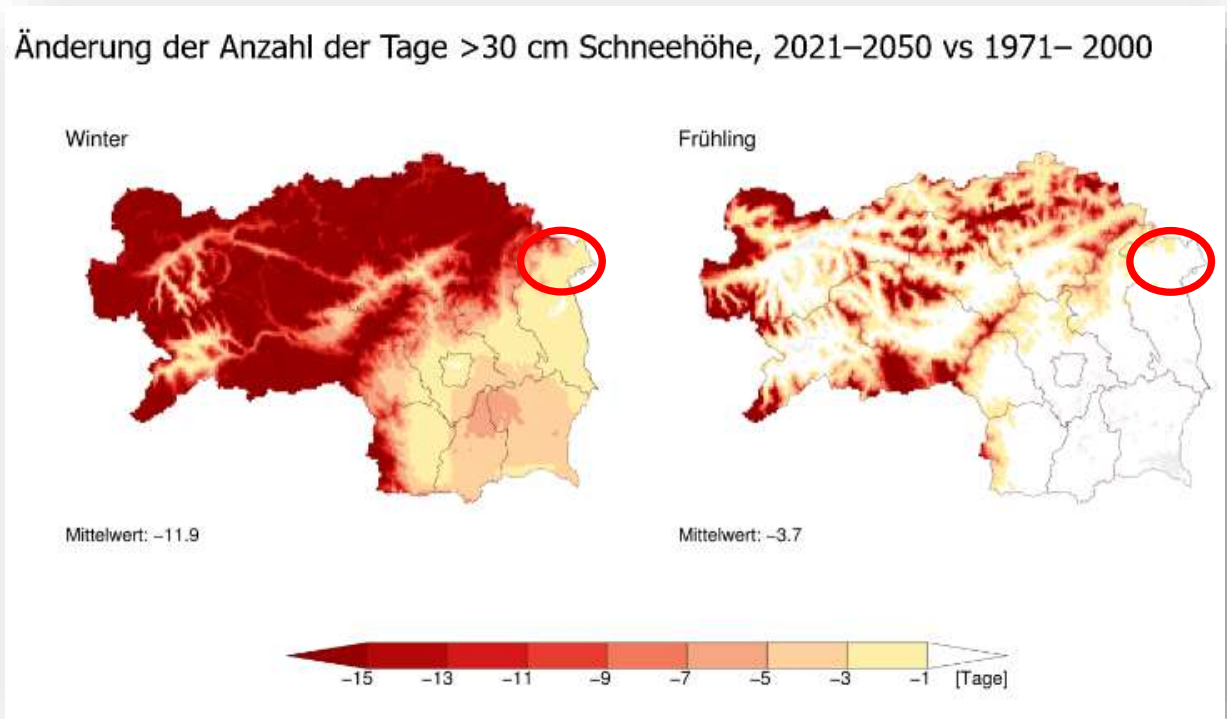 Änderung der Anzahl der Tage >30 cm Schneehöhe, 2021–2050 vs 1971– 2000
Winter
Frühling
Mittelwert: −11.9
Mittelwert: −3.7
−15 −13 −11 −9 −7 −5 −3 −1 [Tage]